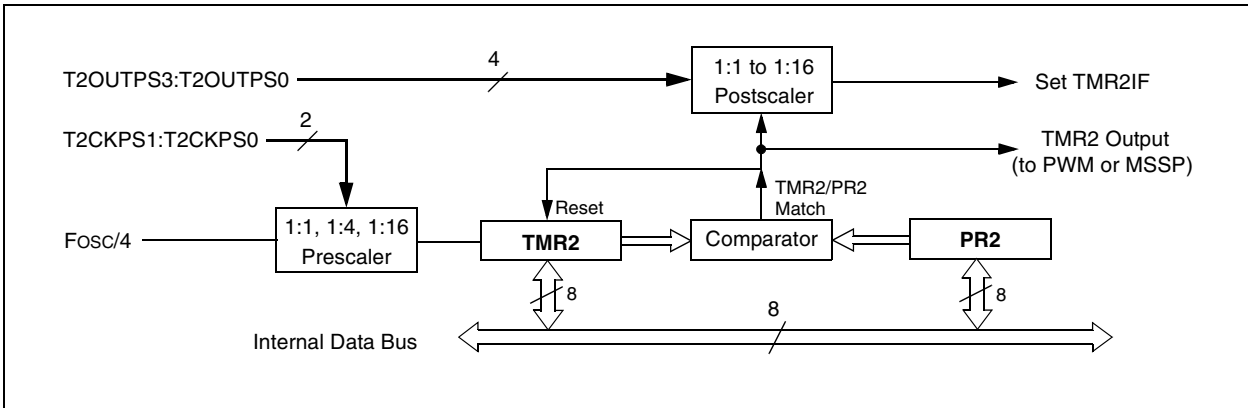 4
T2OUTPS3:T2OUTPS0
1:1 to 1:16
Postscaler
Set TMR2IF
2
T2CKPS1:T2CKPS0
TMR2 Output
(to PWM or MSSP)
TMR2/PR2
Match
Reset
1:1, 1:4, 1:16
Prescaler
FOSC/4
TMR2
Comparator
PR2
8
8
8
Internal Data Bus